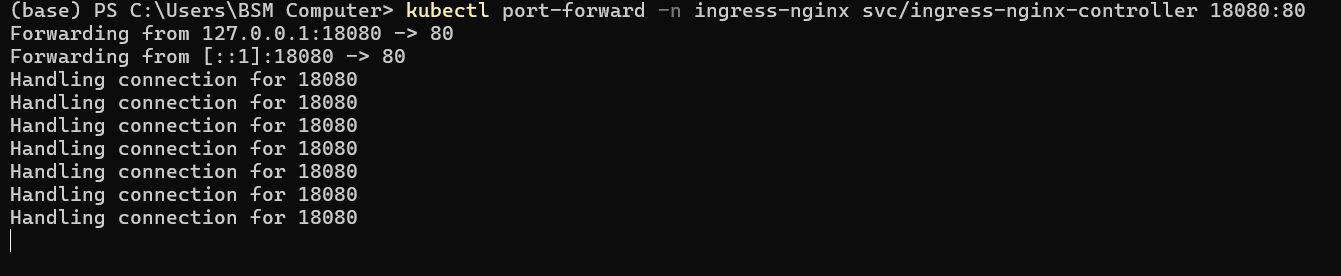 (base) PS C:\Users\BSM Computer> kubectl port-forward -n ingress-nginx svc/ingress-nginx-controller 18080:80
Forwarding from 127.0.0.1:18080 -> 80
Forwarding from [::1]:18080 -> 80
Handling connection for 18080
Handling connection for 18080
Handling connection for 18080
Handling connection for 18080
Handling connection for 18080
Handling connection for 18080
Handling connection for 18080